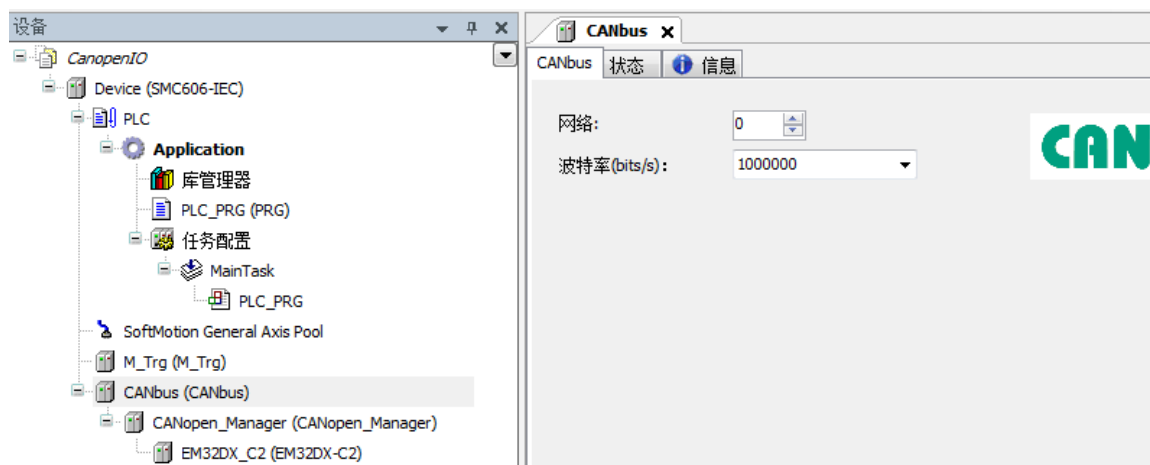 设备
CanopenIO
Device (SMC606-IEC)
PLC
Application
库管理器
PLC_PRG (PRG)
任务配置
MainTask
PLC_PRG
SoftMotion General Axis Pool
M_Trg (M_Trg)
CANbus (CANbus)
CANopen_Manager (CANopen_Manager)
EM32DX_C2 (EM32DX-C2)
CANbus
CANbus 状态 信息
网络: 0
波特率(bits/s): 1000000
CAN